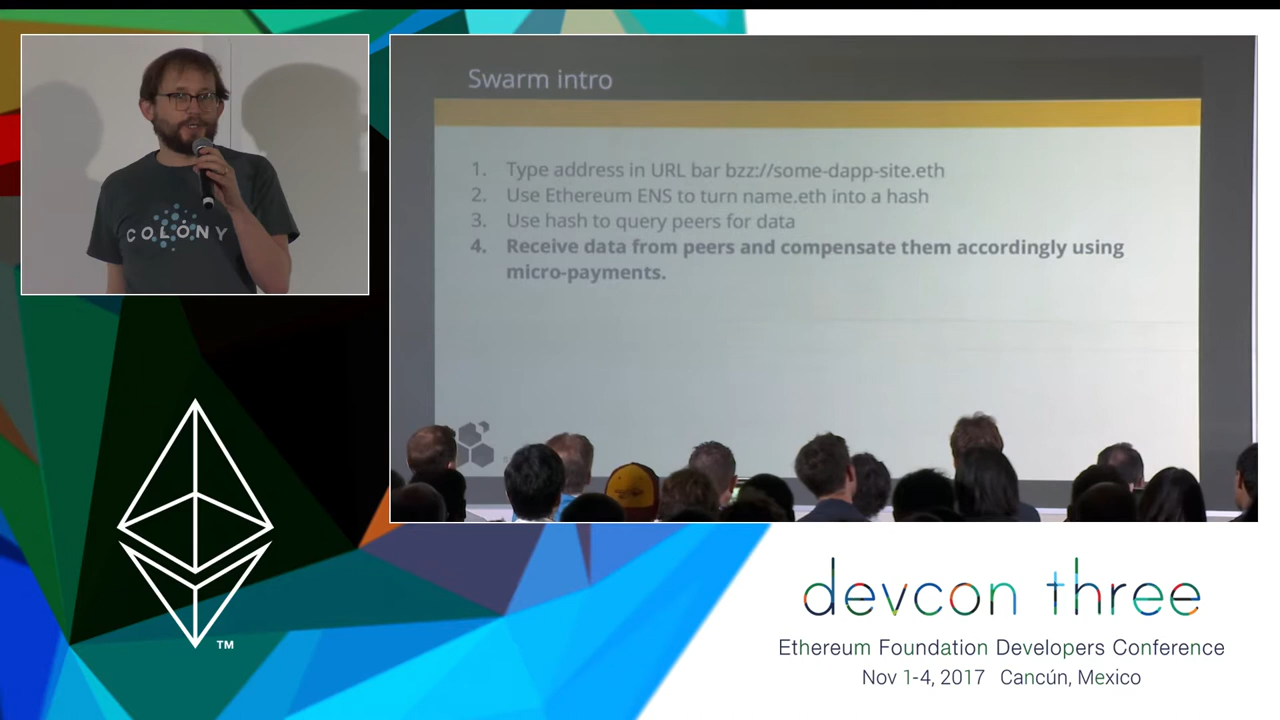 COLONY
Swarm intro
1. Type address in URL bar bzz://some-dapp-site.eth
2. Use Ethereum ENS to turn name.eth into a hash
3. Use hash to query peers for data
4. Receive data from peers and compensate them accordingly using
micro-payments.
TM
devcon three
Ethereum Foundation Developers Conference
Nov 1-4, 2017 Cancún, Mexico